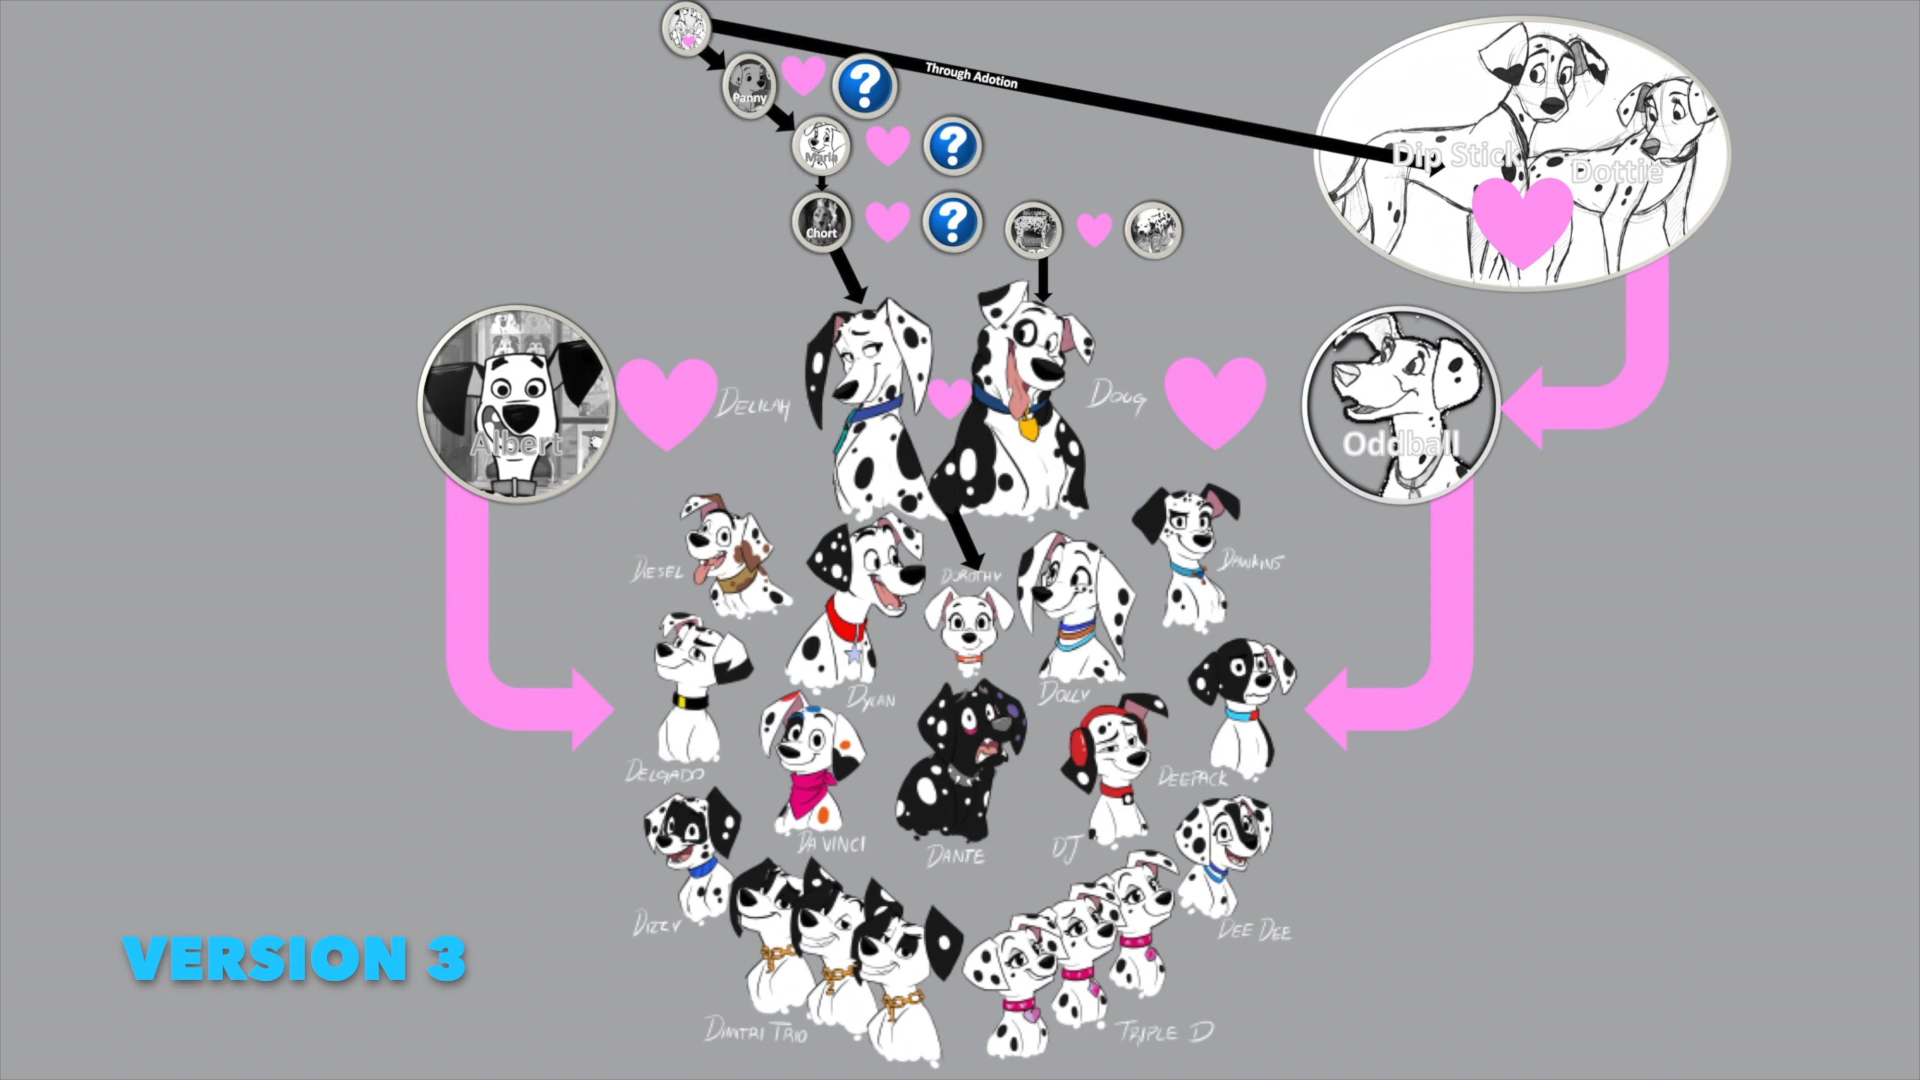 Through Adotion
Panny
?
Maria
?
Chort
?
Dip Stick
Dottie
Albert
DELILAH
DOUG
Oddball
DIESEL
DOROTHY
DAWKINS
DYLAN
DOLLY
DELGADO
DEEPACK
DA VINCI
DANTE
DJ
DIZZY
DEE DEE
VERSION 3
DIMITRI TRIO
TRIPLE D